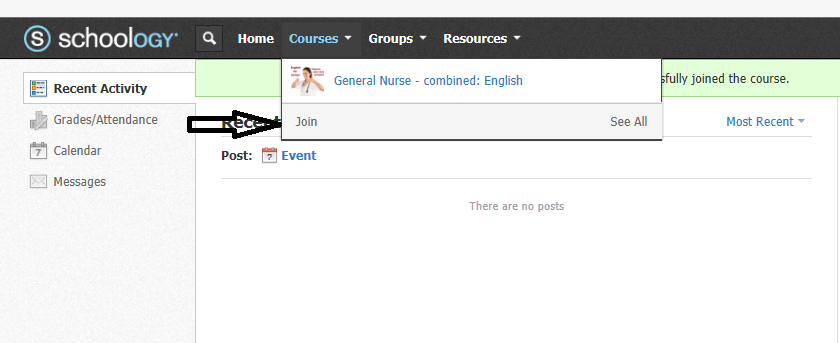 schoology
Home Courses Groups Resources
Recent Activity
Grades/Attendance
Calendar
Messages
General Nurse - combined: English
sfully joined the course.
Join See All
Rece
Most Recent
Post: Event
There are no posts